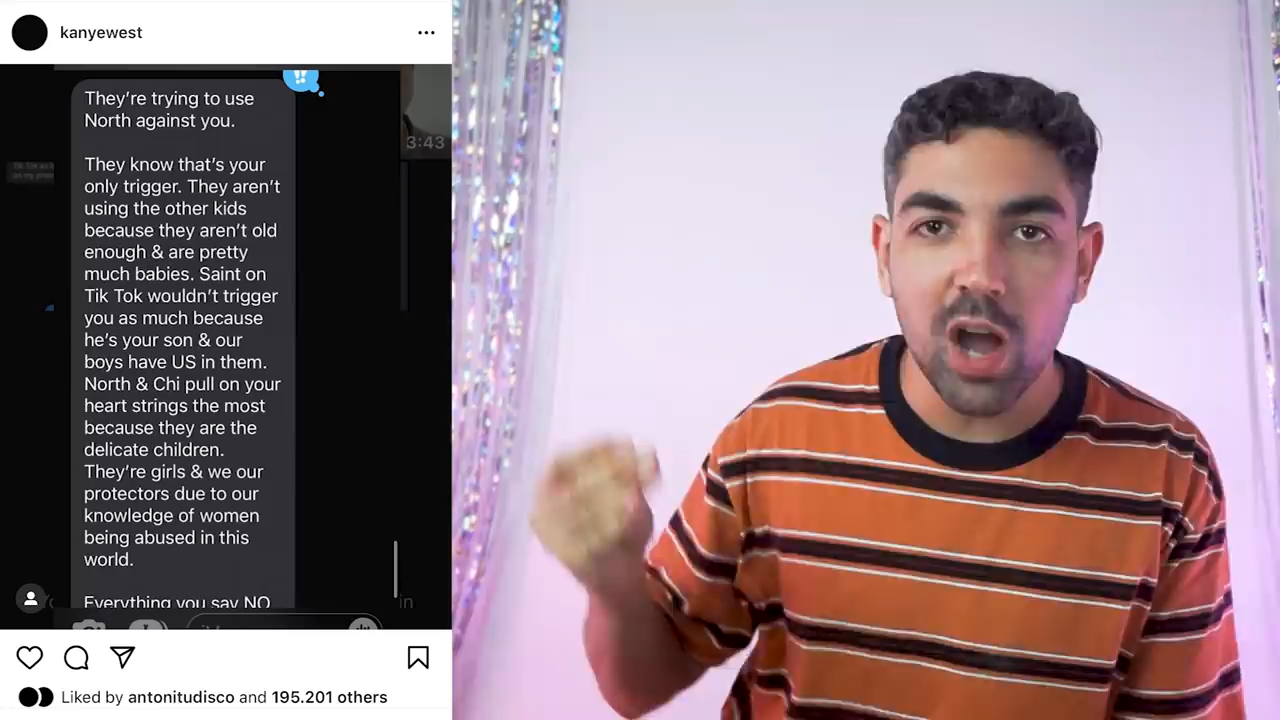 kanyewest
They’re trying to use
North against you.
3:43
They know that’s your
only trigger. They aren’t
using the other kids
because they aren’t old
enough & are pretty
much babies. Saint on
Tik Tok wouldn’t trigger
you as much because
he’s your son & our
boys have US in them.
North & Chi pull on your
heart strings the most
because they are the
delicate children.
They’re girls & we our
protectors due to our
knowledge of women
being abused in this
world.
Everything you say NO
in
Liked by antonitudisco and 195.201 others